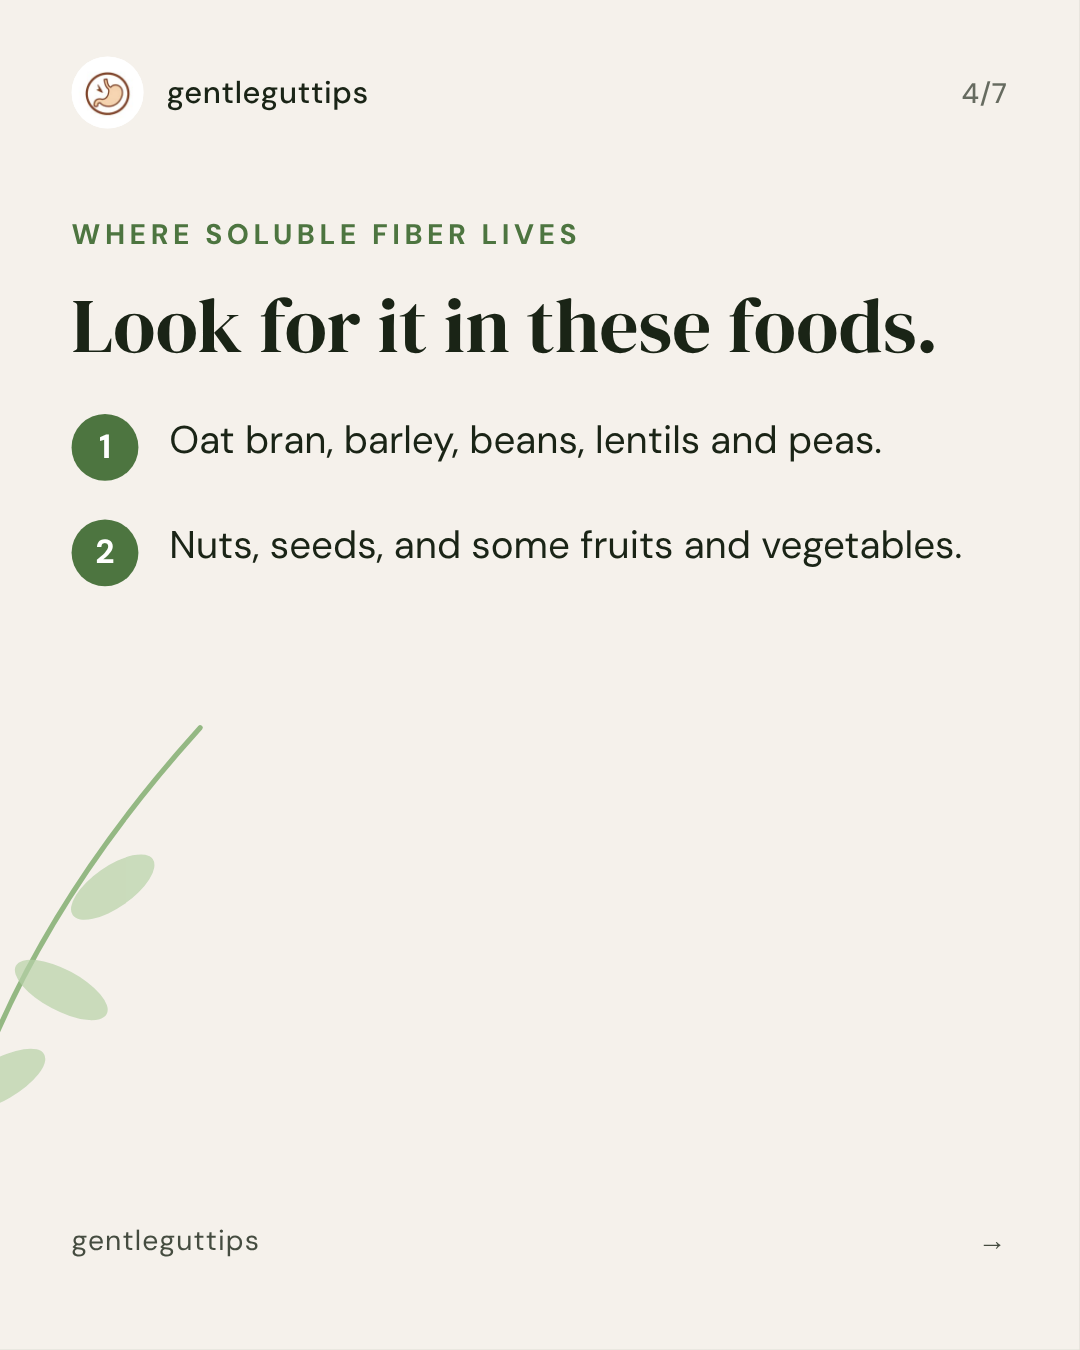 gentleguttips
4/7
WHERE SOLUBLE FIBER LIVES
Look for it in these foods.
1 Oat bran, barley, beans, lentils and peas.
2 Nuts, seeds, and some fruits and vegetables.
gentleguttips
→